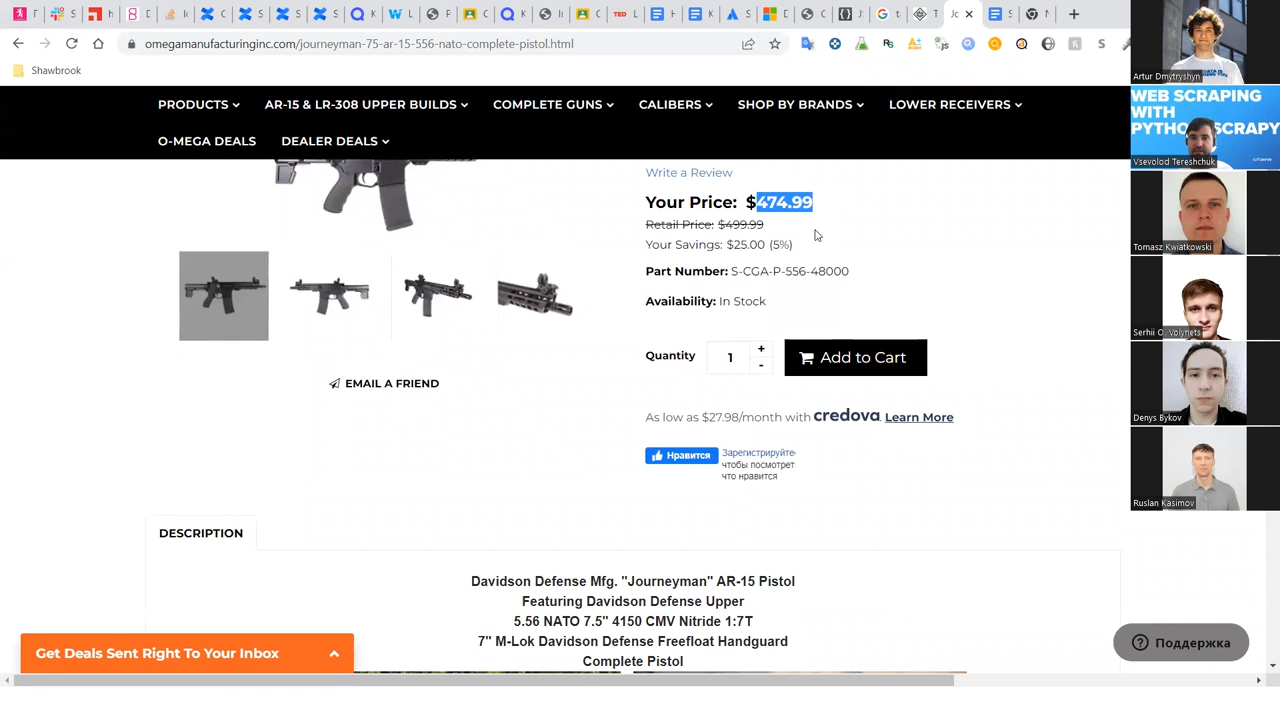 omegamanufacturinginc.com/journeyman-75-ar-15-556-nato-complete-pistol.html
Shawbrook
PRODUCTS
AR-15 & LR-308 UPPER BUILDS
COMPLETE GUNS
CALIBERS
SHOP BY BRANDS
LOWER RECEIVERS
O-MEGA DEALS
DEALER DEALS
Write a Review
Your Price: $474.99
Retail Price: $499.99
Your Savings: $25.00 (5%)
Part Number: S-CGA-P-556-48000
Availability: In Stock
Quantity
1
+
-
Add to Cart
EMAIL A FRIEND
As low as $27.98/month with credova. Learn More
Нравится
Зарегистрируйте
чтобы посмотрет
что нравится
DESCRIPTION
Davidson Defense Mfg. "Journeyman" AR-15 Pistol
Featuring Davidson Defense Upper
5.56 NATO 7.5" 4150 CMV Nitride 1:7T
7" M-Lok Davidson Defense Freefloat Handguard
Complete Pistol
Get Deals Sent Right To Your Inbox
Поддержка
Artur Dmytryshyn
WEB SCRAPING
WITH
PYTHON SCRAPY
Vsevolod Tereshchuk
Tomasz Kwiatkowski
Serhii O. Volynets
Denys Bykov
Ruslan Kasimov